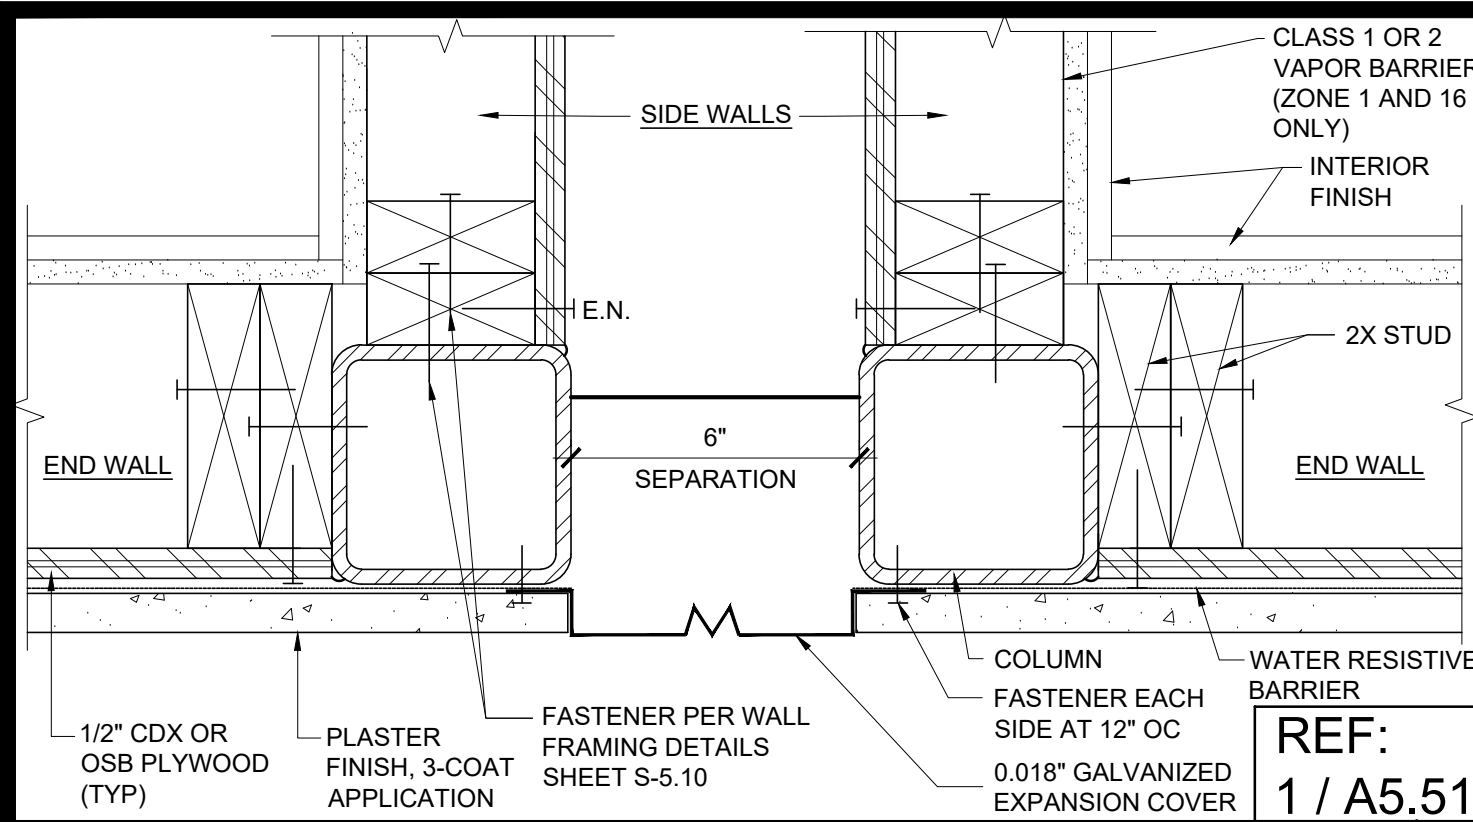 CLASS 1 OR 2
VAPOR BARRIER
(ZONE 1 AND 16
ONLY)
SIDE WALLS
INTERIOR
FINISH
E.N.
2X STUD
6"
SEPARATION
END WALL
END WALL
COLUMN
WATER RESISTIVE
BARRIER
FASTENER EACH
SIDE AT 12" OC
0.018" GALVANIZED
EXPANSION COVER
FASTENER PER WALL
FRAMING DETAILS
SHEET S-5.10
PLASTER
FINISH, 3-COAT
APPLICATION
1/2" CDX OR
OSB PLYWOOD
(TYP)
REF:
1 / A5.51